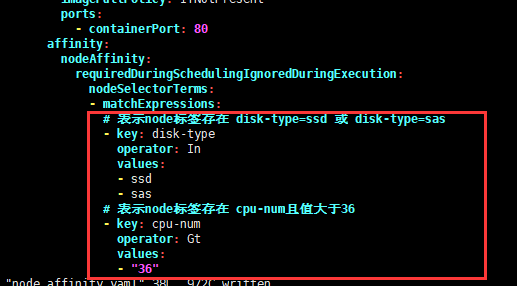 imagePullPolicy: IfNotPresent
ports:
- containerPort: 80
affinity:
nodeAffinity:
requiredDuringSchedulingIgnoredDuringExecution:
nodeSelectorTerms:
- matchExpressions:
# 表示node标签存在 disk-type=ssd 或 disk-type=sas
- key: disk-type
operator: In
values:
- ssd
- sas
# 表示node标签存在 cpu-num且值大于36
- key: cpu-num
operator: Gt
values:
- "36"
"node_affinity.yaml" 38L, 972C written